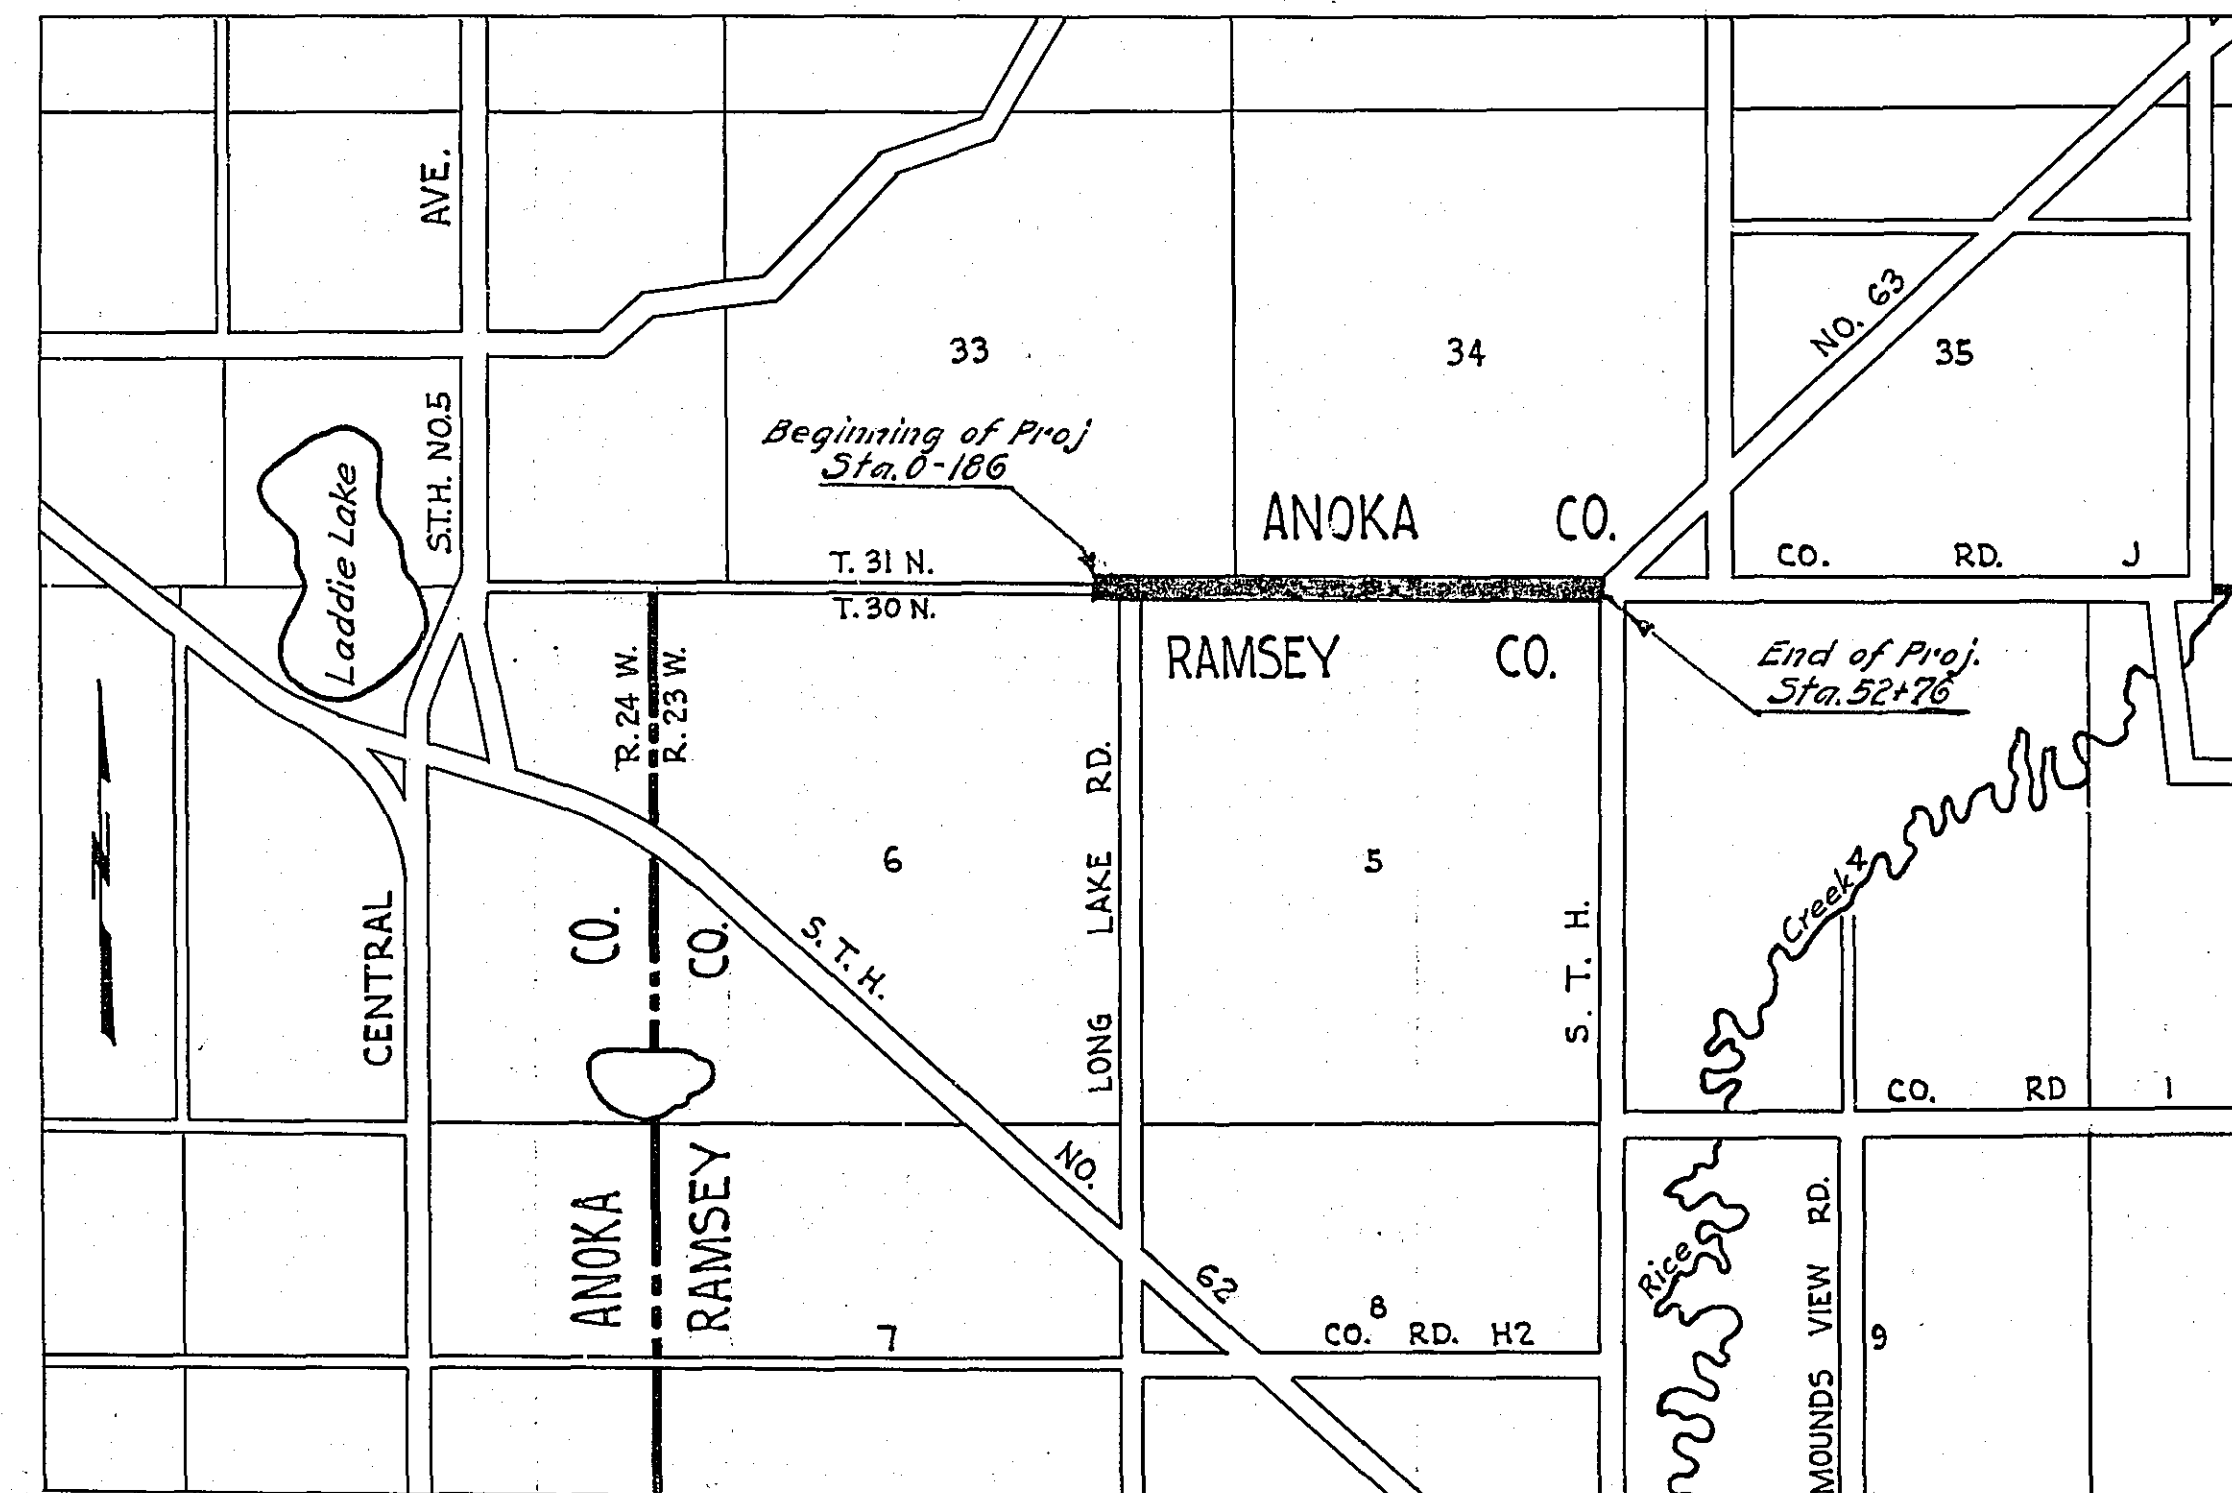 AVE.
NO. 63
33
34
35
S.T.H. NO.5
Beginning of Proj
Sta. 0-186
Laddie Lake
ANOKA CO.
T. 31 N.
CO. RD. J
T. 30 N.
RAMSEY CO.
End of Proj.
Sta. 52+76
R. 24 W.
R. 23 W.
LONG LAKE RD.
6
5
4
Creek
S. T. H.
CENTRAL
CO.
CO.
S. T. H.
NO.
62
CO. RD I
ANOKA
RAMSEY
Rice
MOUNDS VIEW RD.
7
8
CO. RD. H2
9